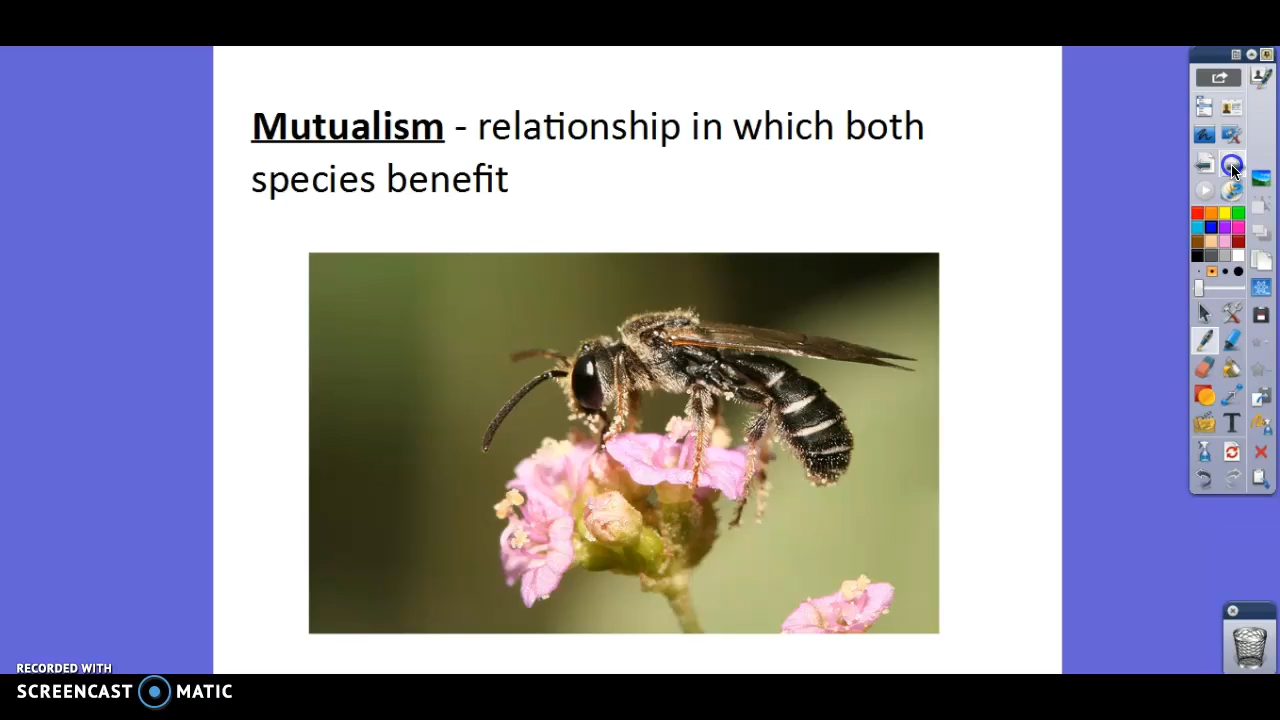 Mutualism - relationship in which both
species benefit
RECORDED WITH
SCREENCAST MATIC